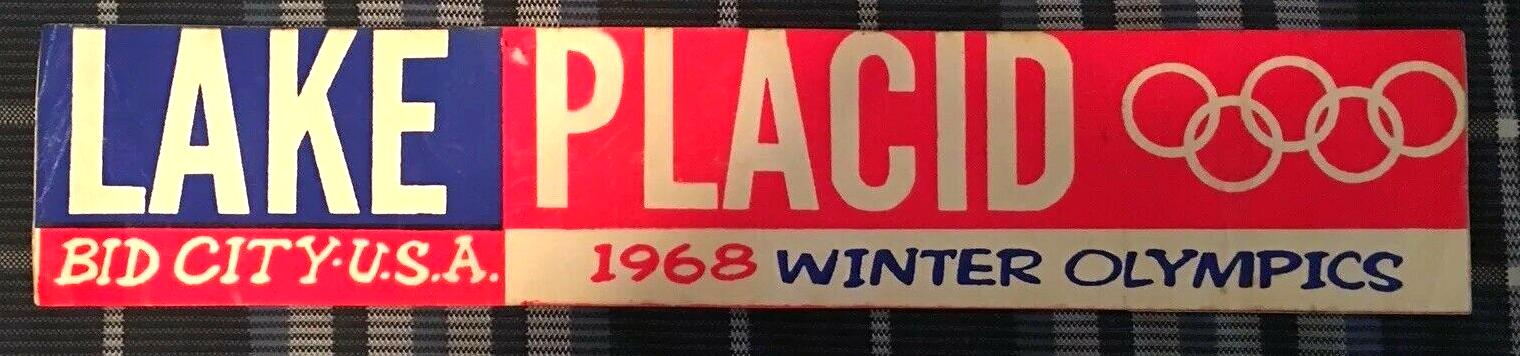 LAKE PLACID
BID CITY·U.S.A. 1968 WINTER OLYMPICS